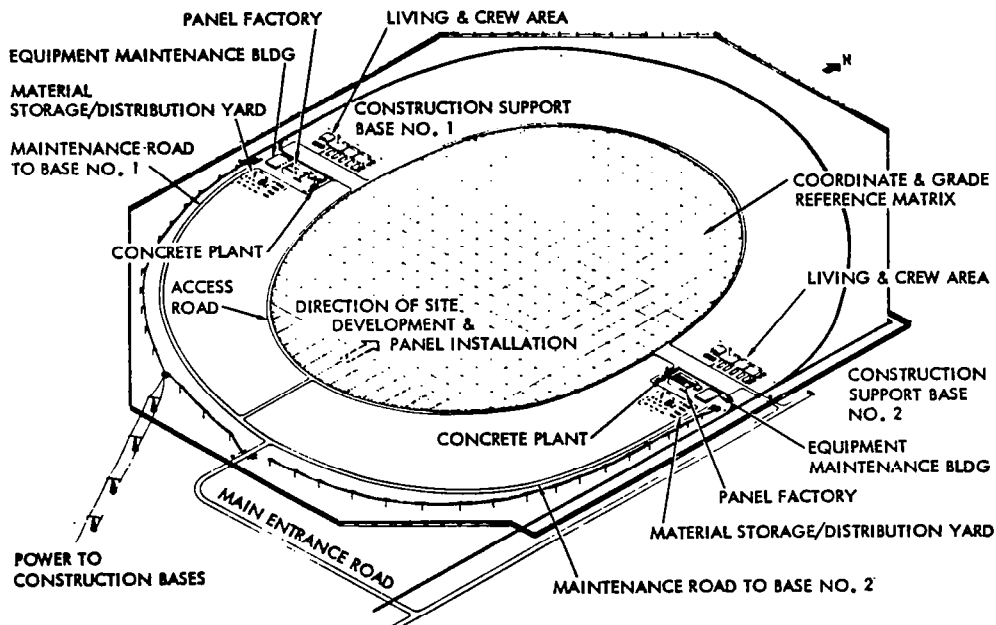 PANEL FACTORY
LIVING & CREW AREA
EQUIPMENT MAINTENANCE BLDG
MATERIAL
STORAGE/DISTRIBUTION YARD
CONSTRUCTION SUPPORT
BASE NO. 1
N
MAINTENANCE ROAD
TO BASE NO. 1
COORDINATE & GRADE
REFERENCE MATRIX
CONCRETE PLANT
ACCESS
ROAD
LIVING & CREW AREA
DIRECTION OF SITE
DEVELOPMENT &
PANEL INSTALLATION
CONSTRUCTION
SUPPORT BASE
NO. 2
CONCRETE PLANT
EQUIPMENT
MAINTENANCE BLDG
PANEL FACTORY
MAIN ENTRANCE ROAD
MATERIAL STORAGE/DISTRIBUTION YARD
POWER TO
CONSTRUCTION BASES
MAINTENANCE ROAD TO BASE NO. 2